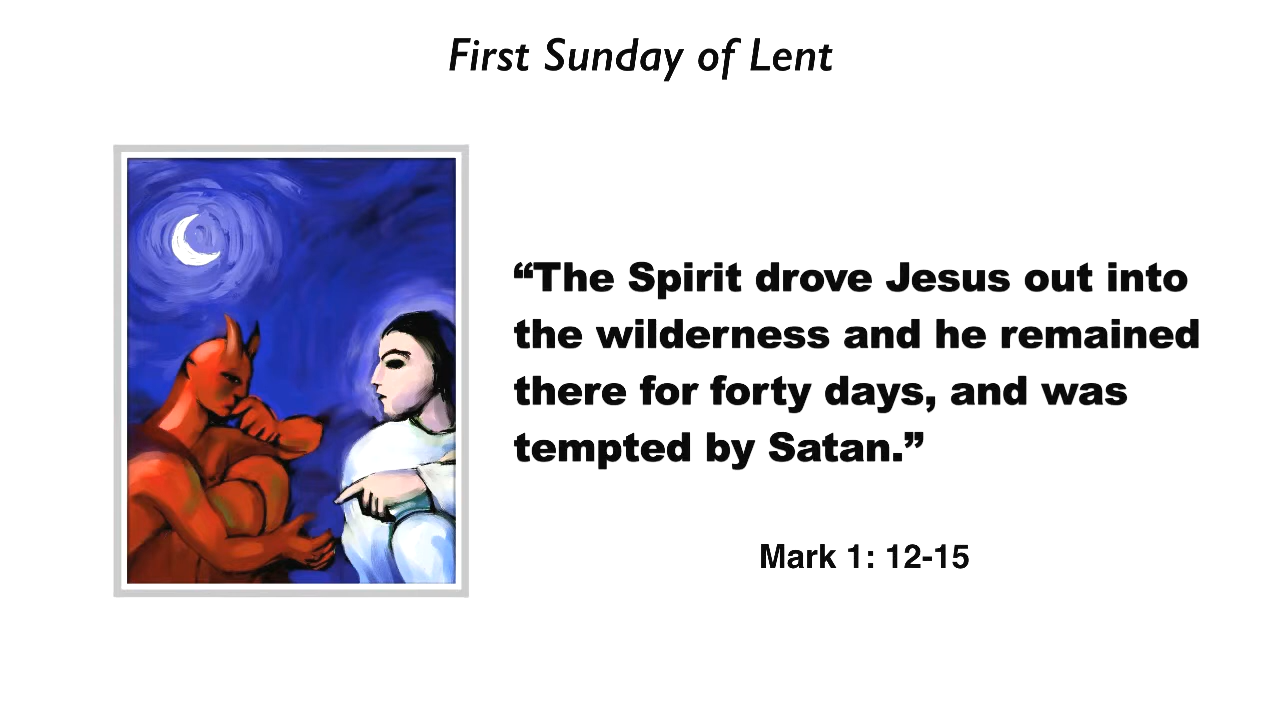 First Sunday of Lent
“The Spirit drove Jesus out into
the wilderness and he remained
there for forty days, and was
tempted by Satan.”
Mark 1: 12-15